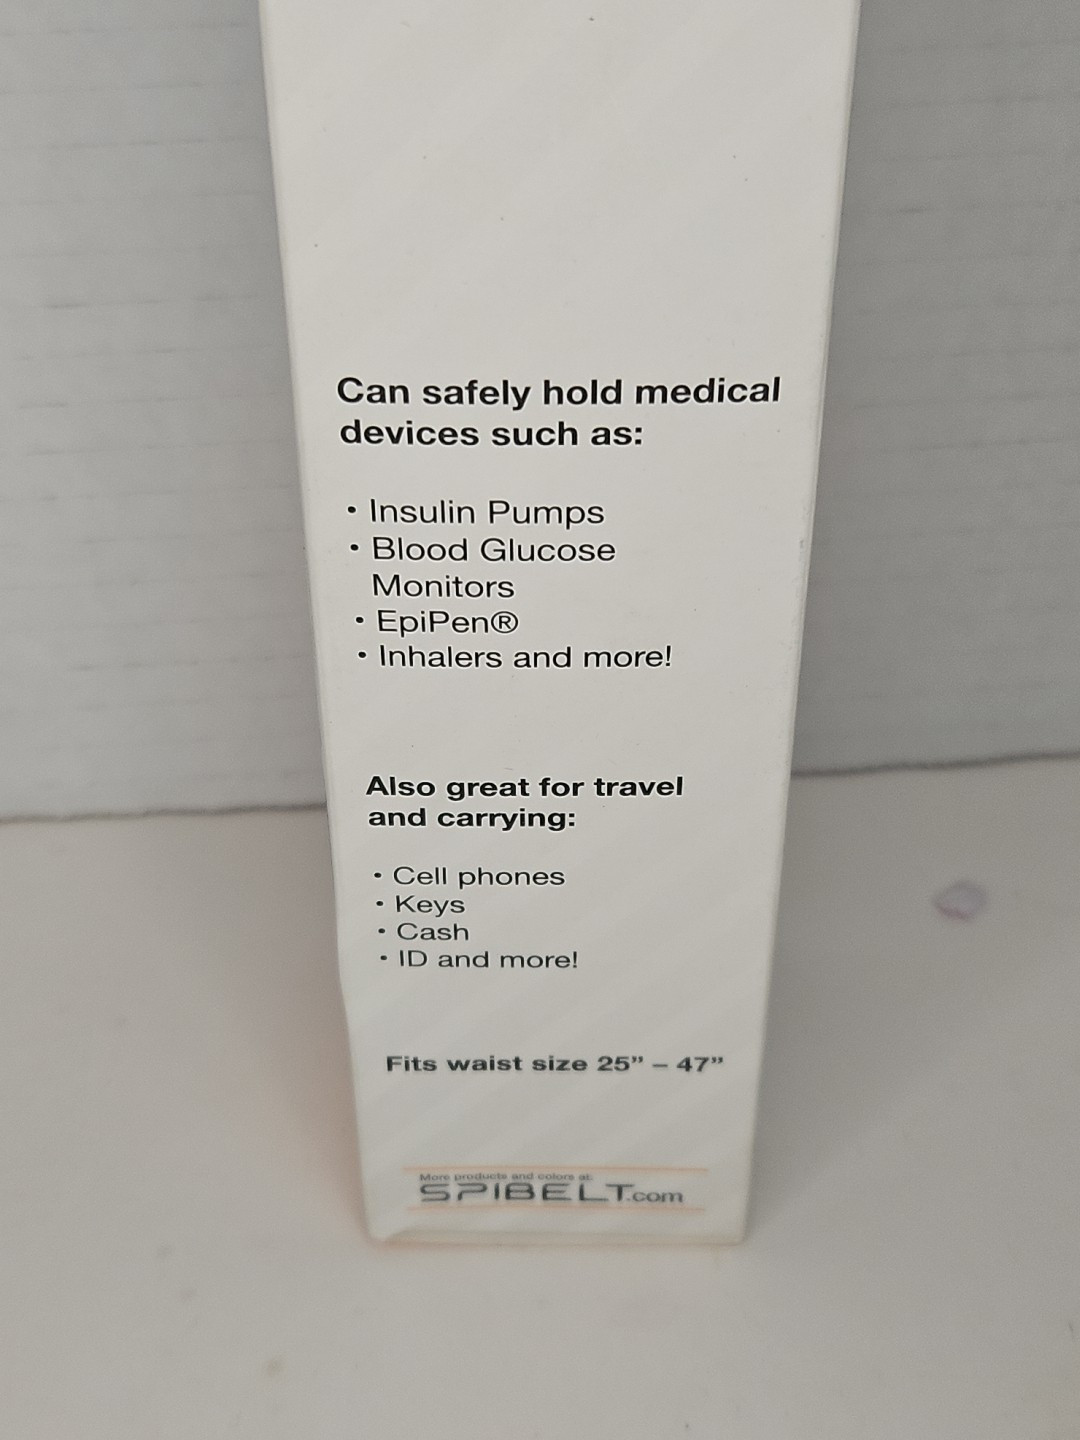 Can safely hold medical
devices such as:
• Insulin Pumps
• Blood Glucose
Monitors
• EpiPen®
• Inhalers and more!
Also great for travel
and carrying:
• Cell phones
• Keys
• Cash
• ID and more!
Fits waist size 25” – 47”
More products and colors at:
SPIBELT.com